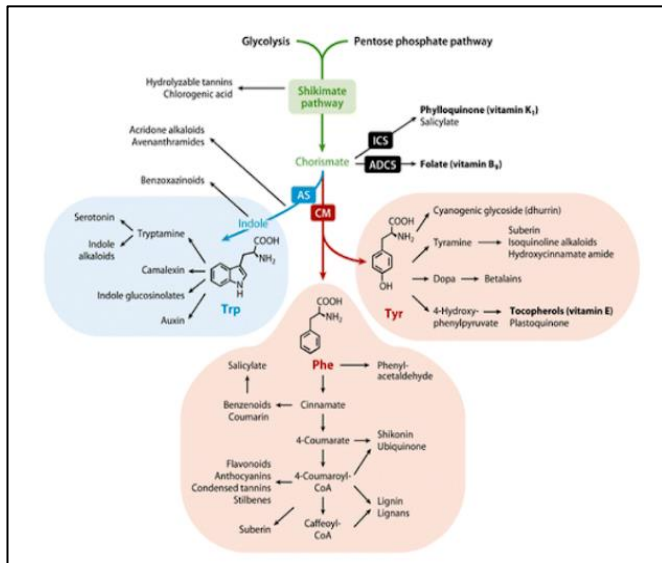 Glycolysis
Pentose phosphate pathway
Hydrolyzable tannins
Chlorogenic acid
Shikimate
pathway
Phylloquinone (vitamin K₁)
Salicylate
Acridone alkaloids
Avenanthramides
ICS
Chorismate
ADCS
Folate (vitamin B₉)
Benzoxazinoids
AS
CM
Indole
Serotonin
Tryptamine
Indole
alkaloids
COOH
NH₂
Camalexin
N
H
Indole glucosinolates
Trp
Auxin
COOH
NH₂
OH
Tyr
Cyanogenic glycoside (dhurrin)
Tyramine
Suberin
Isoquinoline alkaloids
Hydroxycinnamate amide
Dopa
Betalains
4-Hydroxy-
phenylpyruvate
Tocopherols (vitamin E)
Plastoquinone
COOH
NH₂
Phe
Phenyl-
acetaldehyde
Salicylate
Benzenoids
Coumarin
Cinnamate
4-Coumarate
Shikonin
Ubiquinone
Flavonoids
Anthocyanins
Condensed tannins
Stilbenes
4-Coumaroyl-
CoA
Lignin
Lignans
Suberin
Caffeoyl-
CoA